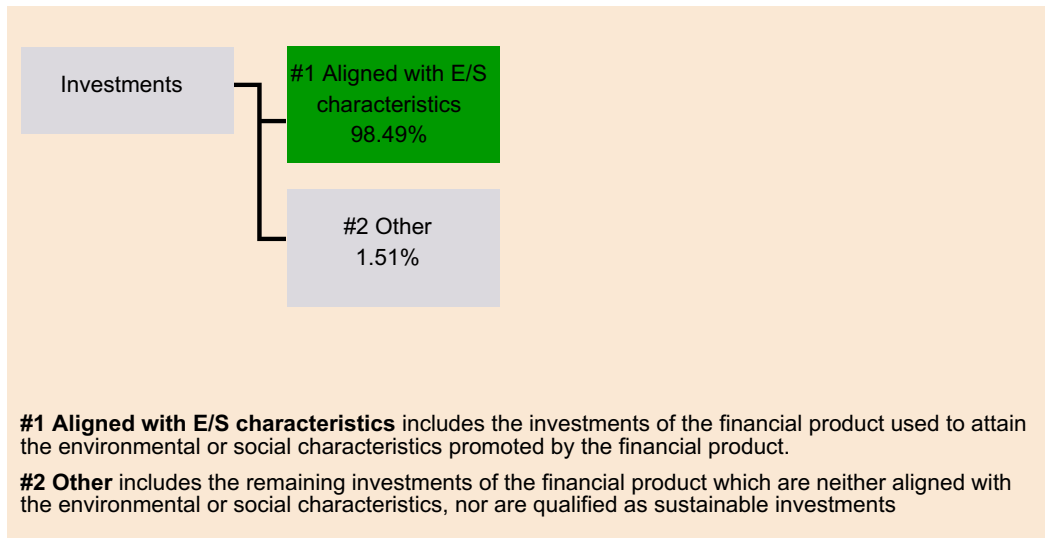 Investments
#1 Aligned with E/S
characteristics
98.49%
#2 Other
1.51%
#1 Aligned with E/S characteristics includes the investments of the financial product used to attain
the environmental or social characteristics promoted by the financial product.
#2 Other includes the remaining investments of the financial product which are neither aligned with
the environmental or social characteristics, nor are qualified as sustainable investments